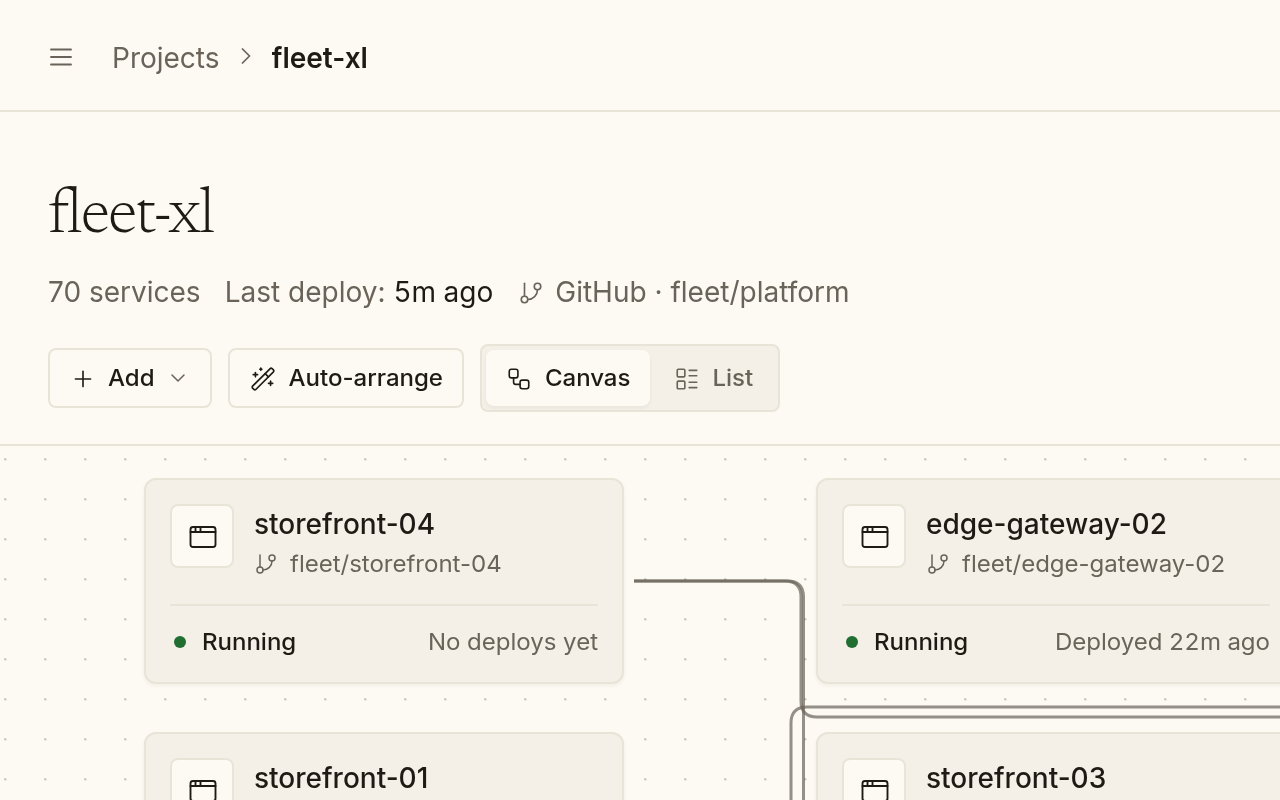 Projects > fleet-xl
fleet-xl
70 services Last deploy: 5m ago GitHub · fleet/platform
Add Auto-arrange Canvas List
storefront-04
fleet/storefront-04
Running No deploys yet
edge-gateway-02
fleet/edge-gateway-02
Running Deployed 22m ago
storefront-01
storefront-03